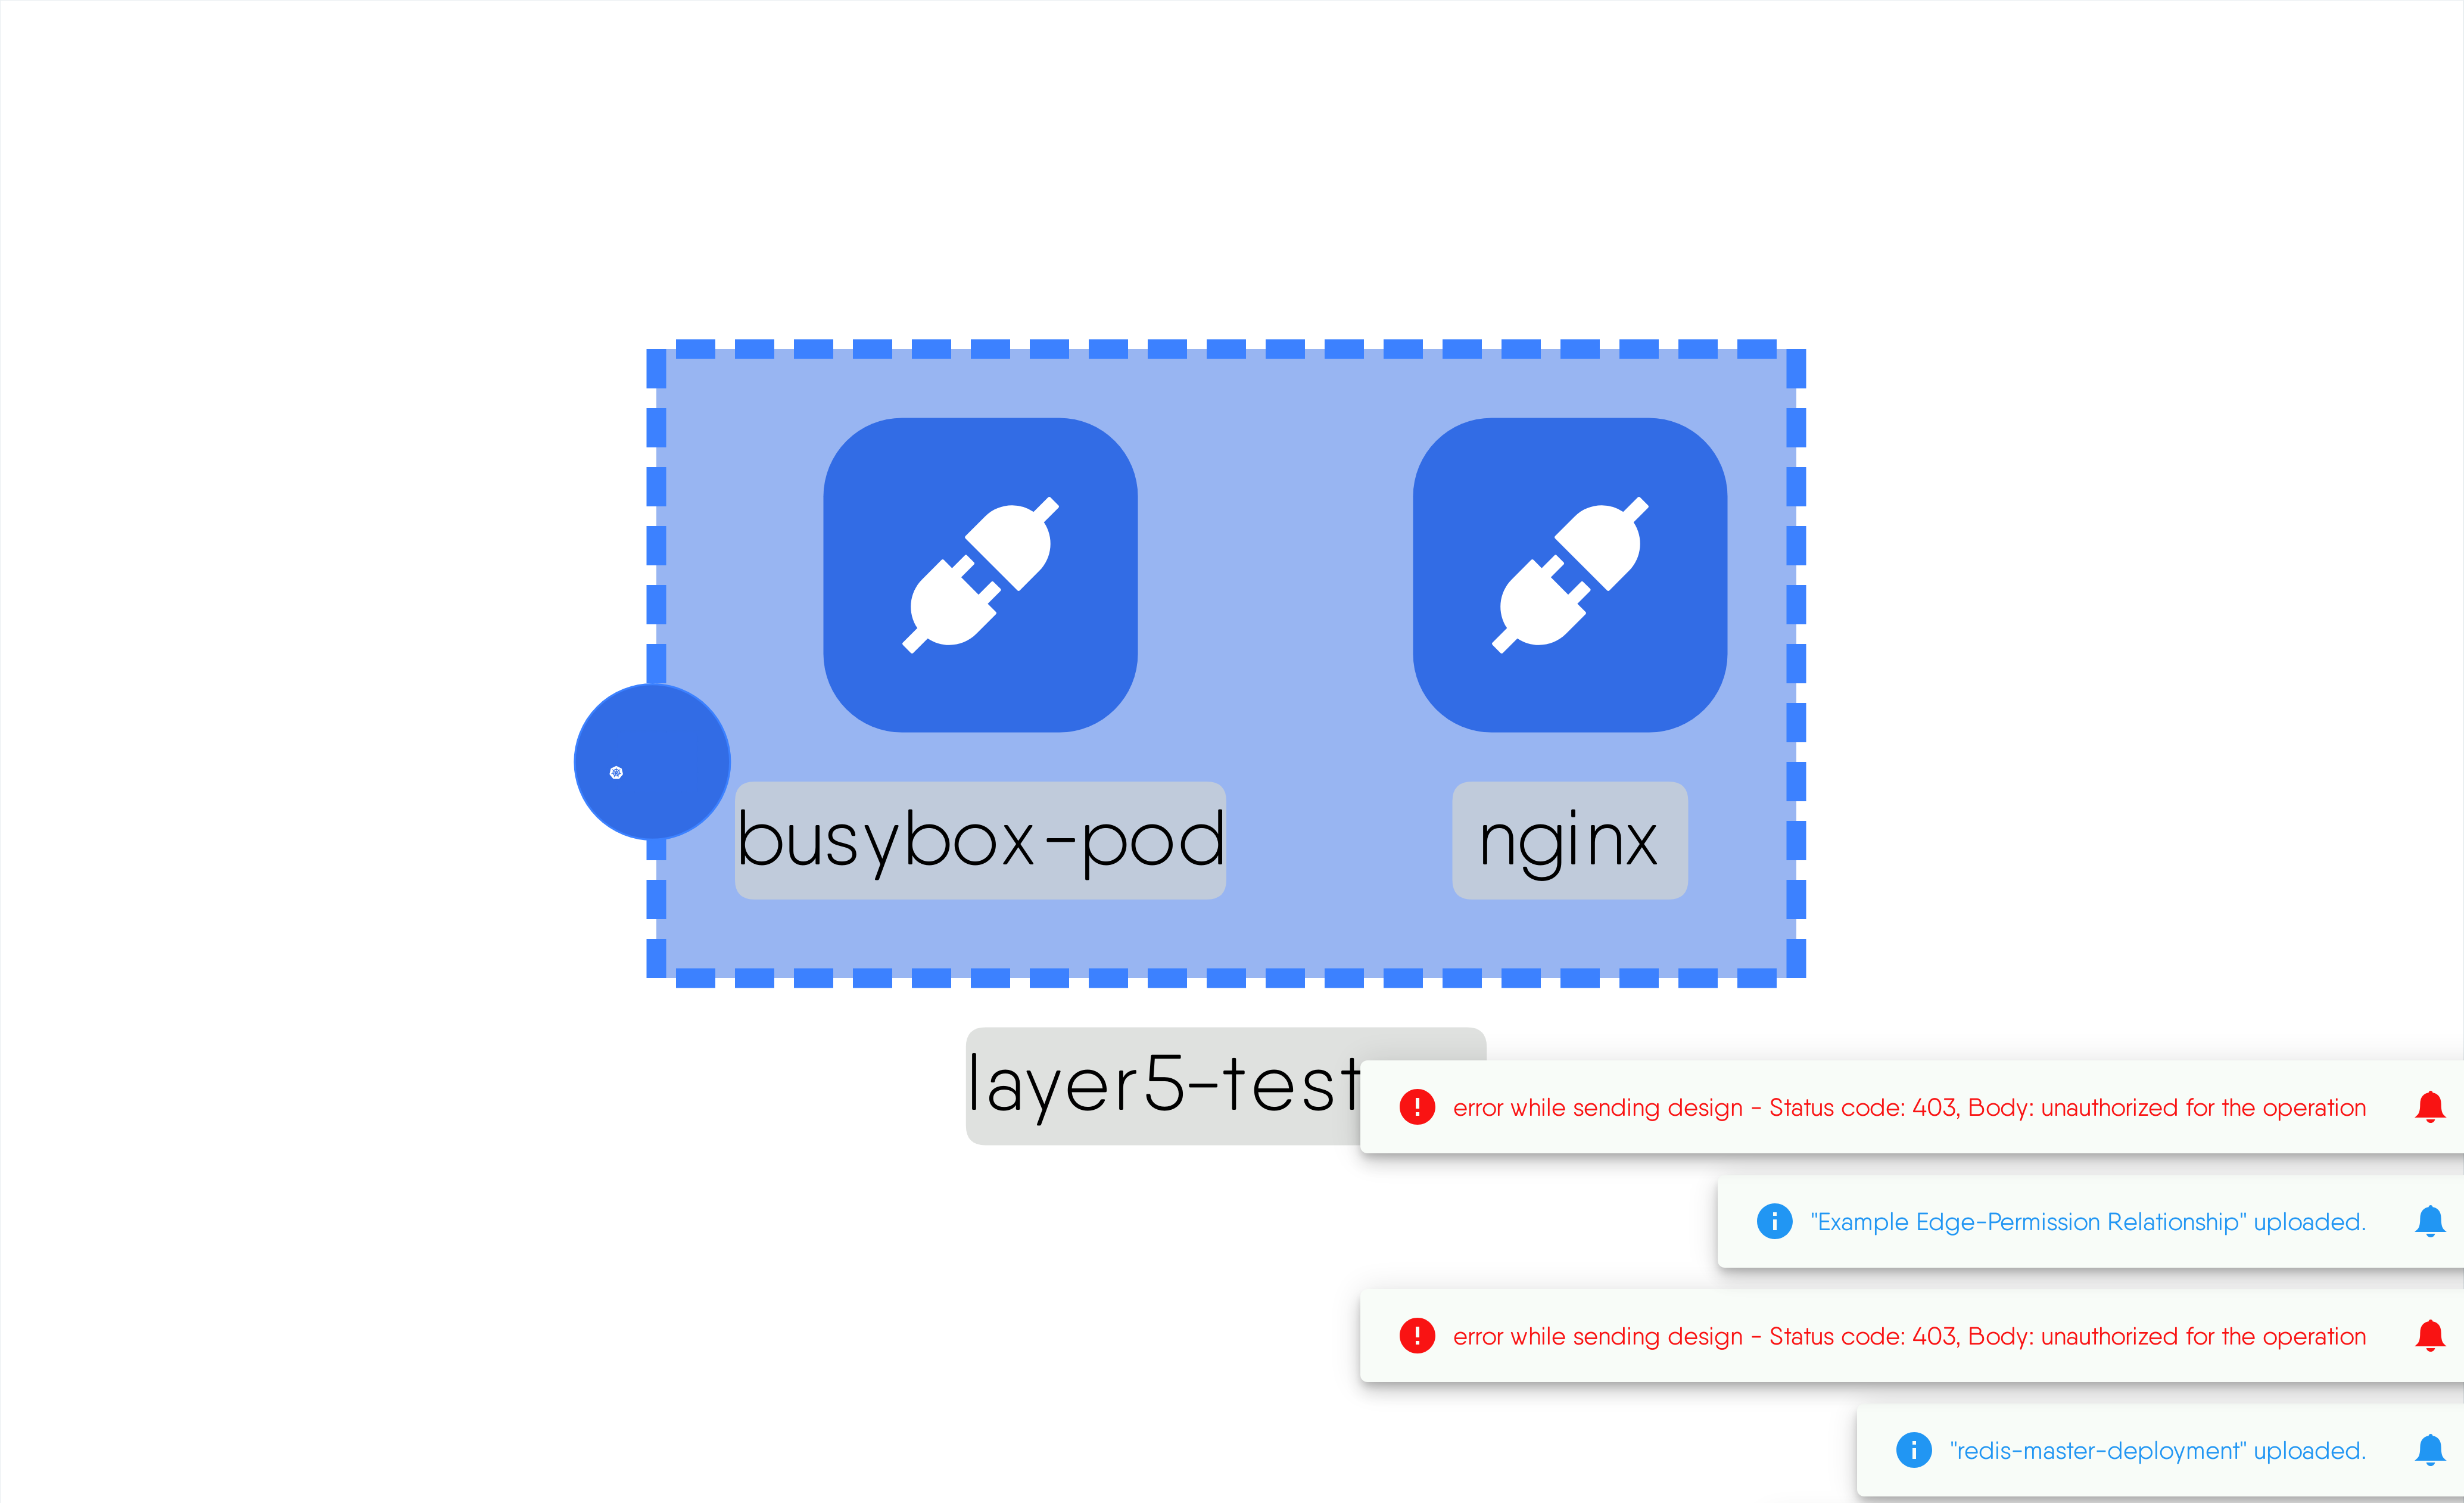 busybox-pod
nginx
layer5-test
error while sending design - Status code: 403, Body: unauthorized for the operation
"Example Edge-Permission Relationship" uploaded.
error while sending design - Status code: 403, Body: unauthorized for the operation
"redis-master-deployment" uploaded.